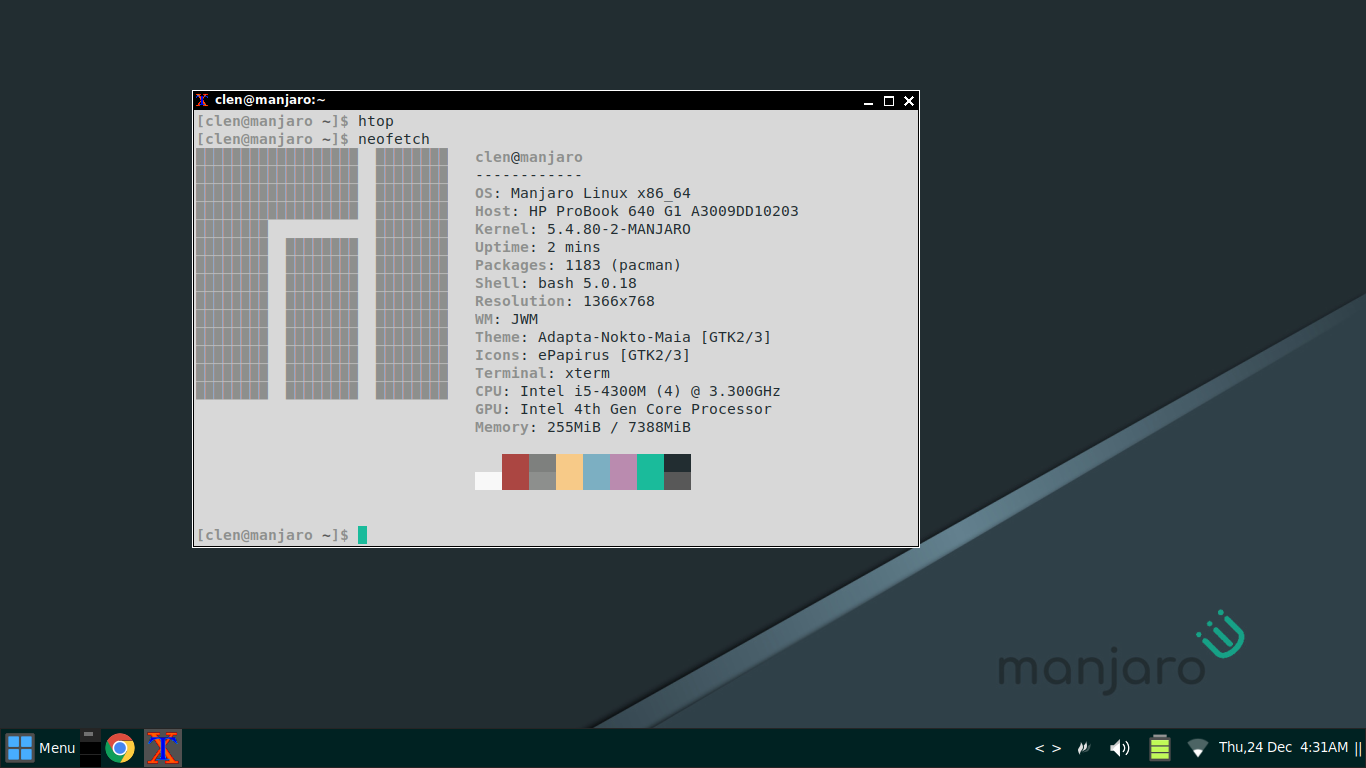 clen@manjaro:~
[clen@manjaro ~]$ htop
[clen@manjaro ~]$ neofetch
clen@manjaro
------------
OS: Manjaro Linux x86_64
Host: HP ProBook 640 G1 A3009DD10203
Kernel: 5.4.80-2-MANJARO
Uptime: 2 mins
Packages: 1183 (pacman)
Shell: bash 5.0.18
Resolution: 1366x768
WM: JWM
Theme: Adapta-Nokto-Maia [GTK2/3]
Icons: ePapirus [GTK2/3]
Terminal: xterm
CPU: Intel i5-4300M (4) @ 3.300GHz
GPU: Intel 4th Gen Core Processor
Memory: 255MiB / 7388MiB
[clen@manjaro ~]$
manjaro
Menu < > Thu,24 Dec 4:31AM ||